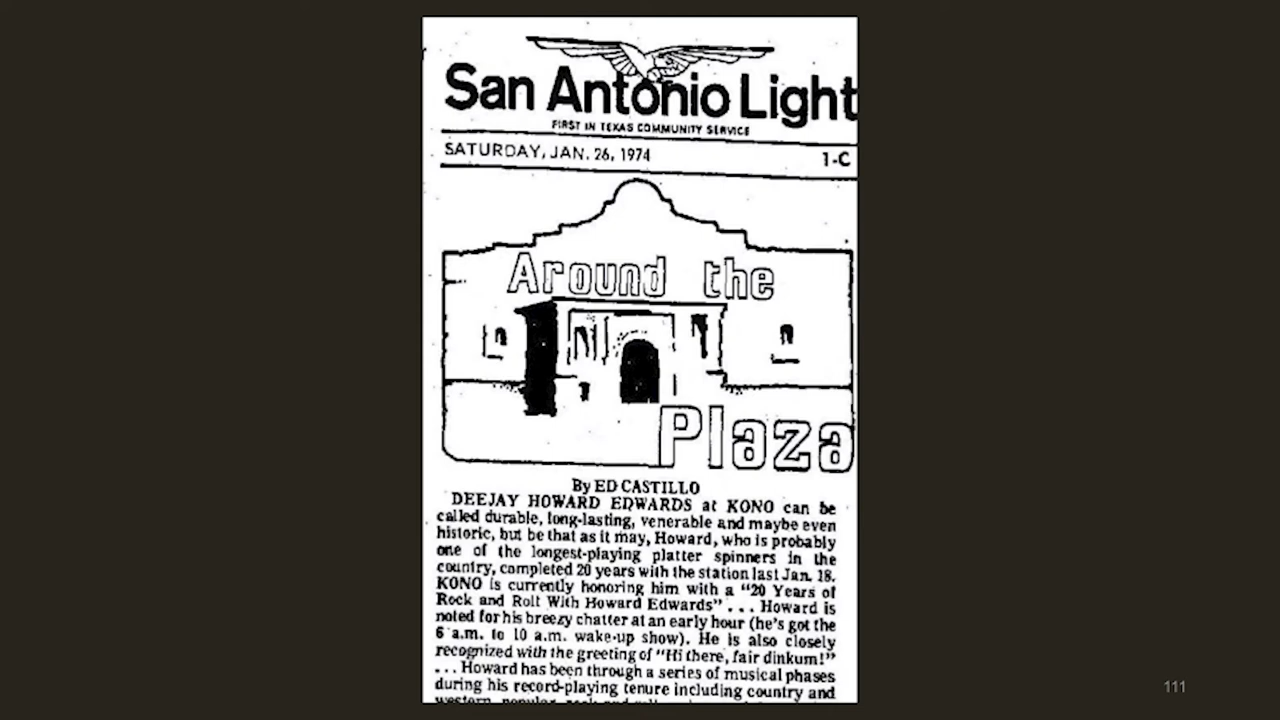 San Antonio Light
FIRST IN TEXAS COMMUNITY SERVICE
SATURDAY, JAN. 26, 1974 1-C
Around the
Plaza
By ED CASTILLO
DEEJAY HOWARD EDWARDS at KONO can be
called durable, long-lasting, venerable and maybe even
historic, but be that as it may, Howard, who is probably
one of the longest-playing platter spinners in the
country, completed 20 years with the station last Jan. 18.
KONO is currently honoring him with a "20 Years of
Rock and Roll With Howard Edwards" . . . Howard is
noted for his breezy chatter at an early hour (he's got the
6 a.m. to 10 a.m. wake-up show). He is also closely
recognized with the greeting of "Hi there, fair dinkum!"
. . . Howard has been through a series of musical phases
during his record-playing tenure including country and
western, popular, rock and
111